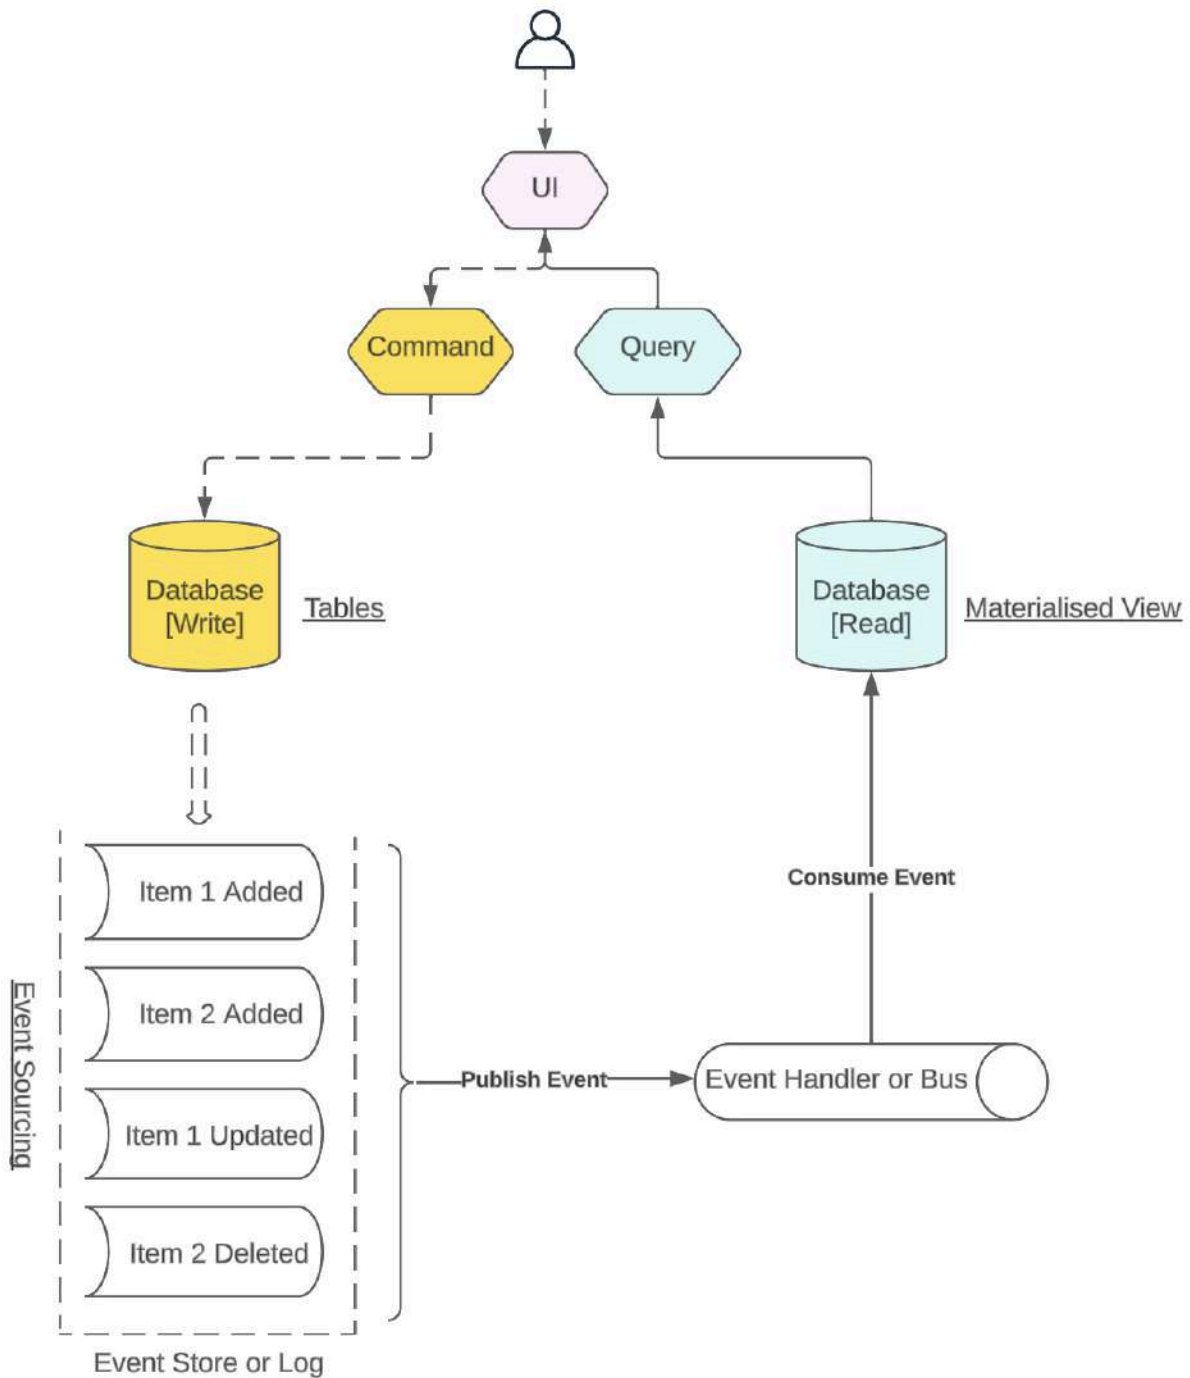 UI
Command
Query
Database
[Write]
Tables
Database
[Read]
Materialised View
Item 1 Added
Consume Event
Item 2 Added
Event Sourcing
Publish Event
Event Handler or Bus
Item 1 Updated
Item 2 Deleted
Event Store or Log